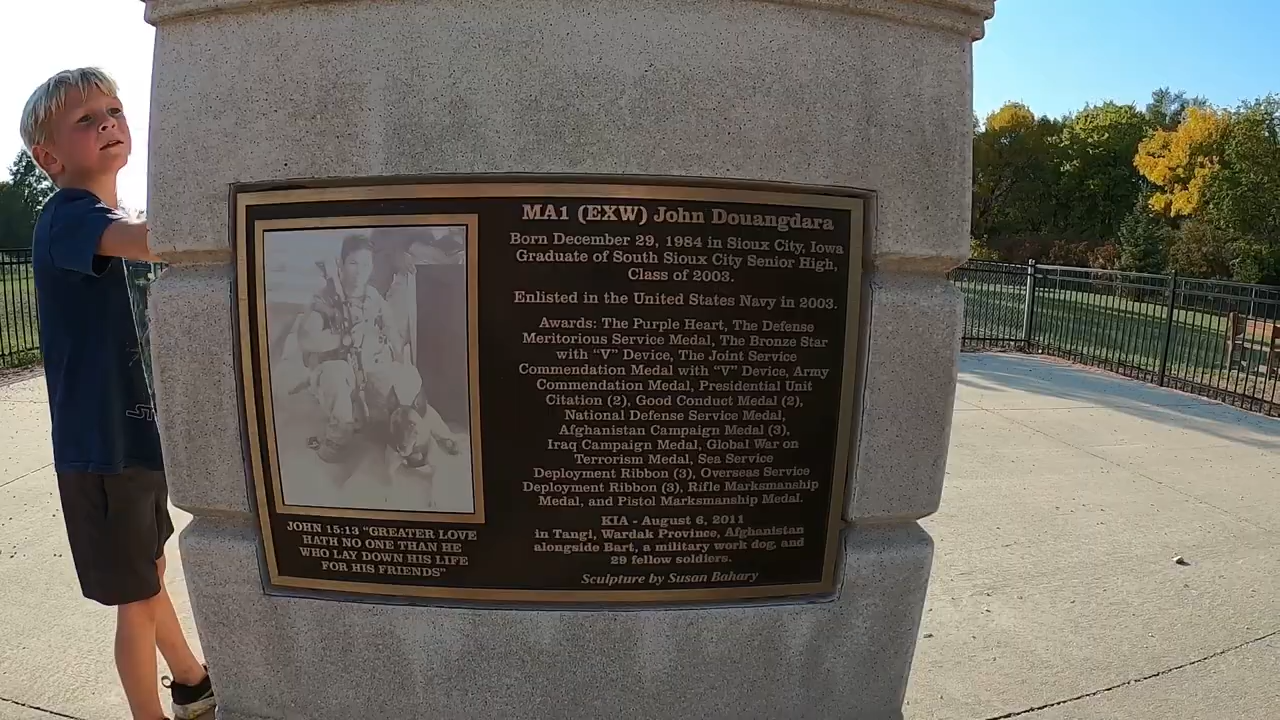 MA1 (EXW) John Douangdara
Born December 29, 1984 in Sioux City, Iowa
Graduate of South Sioux City Senior High,
Class of 2003.
Enlisted in the United States Navy in 2003.
Awards: The Purple Heart, The Defense
Meritorious Service Medal, The Bronze Star
with “V” Device, The Joint Service
Commendation Medal with “V” Device, Army
Commendation Medal, Presidential Unit
Citation (2), Good Conduct Medal (2),
National Defense Service Medal,
Afghanistan Campaign Medal (3),
Iraq Campaign Medal, Global War on
Terrorism Medal, Sea Service
Deployment Ribbon (3), Overseas Service
Deployment Ribbon (3), Rifle Marksmanship
Medal, and Pistol Marksmanship Medal.
KIA - August 6, 2011
in Tangi, Wardak Province, Afghanistan
alongside Bart, a military work dog, and
29 fellow soldiers.
Sculpture by Susan Bahary
JOHN 15:13 “GREATER LOVE
HATH NO ONE THAN HE
WHO LAY DOWN HIS LIFE
FOR HIS FRIENDS”